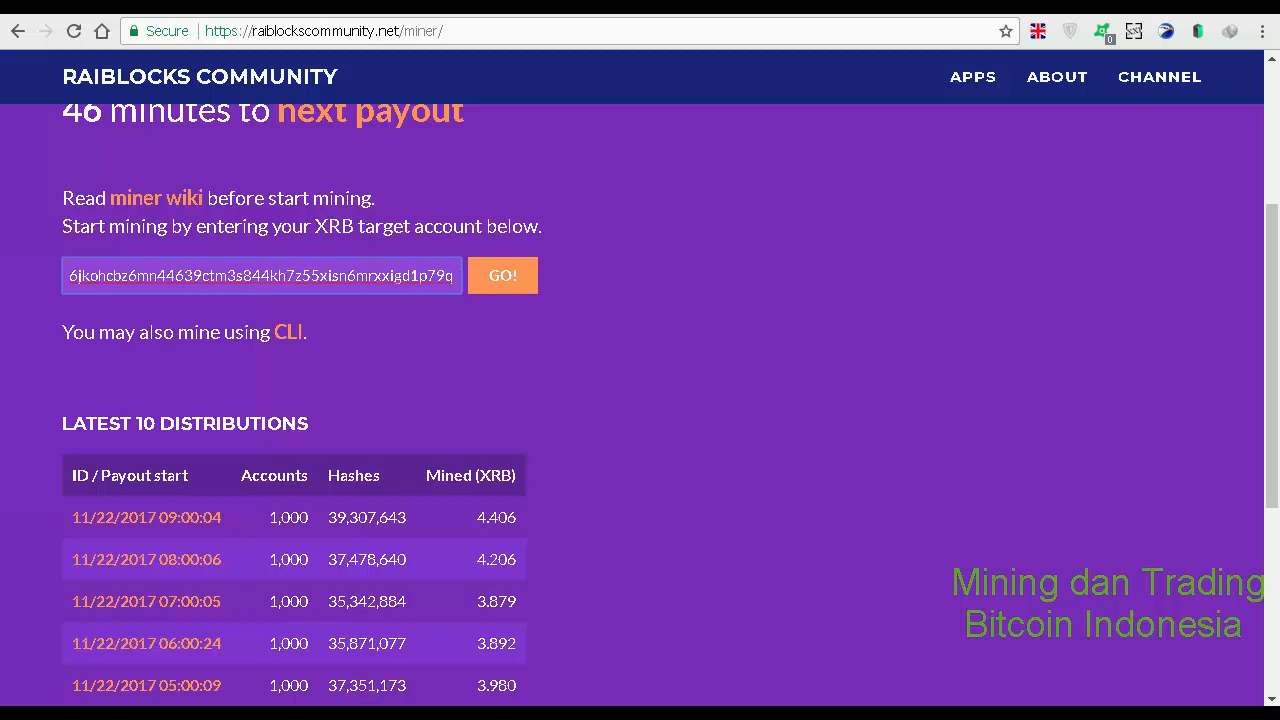 Secure https://raiblockscommunity.net/miner/
0
RAIBLOCKS COMMUNITY APPS ABOUT CHANNEL
46 minutes to next payout
Read miner wiki before start mining.
Start mining by entering your XRB target account below.
6jkohcbz6mn44639ctm3s844kh7z55xisn6mrxxigd1p79q GO!
You may also mine using CLI.
LATEST 10 DISTRIBUTIONS
ID / Payout start Accounts Hashes Mined (XRB)
11/22/2017 09:00:04 1,000 39,307,643 4.406
11/22/2017 08:00:06 1,000 37,478,640 4.206
11/22/2017 07:00:05 1,000 35,342,884 3.879
11/22/2017 06:00:24 1,000 35,871,077 3.892
11/22/2017 05:00:09 1,000 37,351,173 3.980
Mining dan Trading
Bitcoin Indonesia